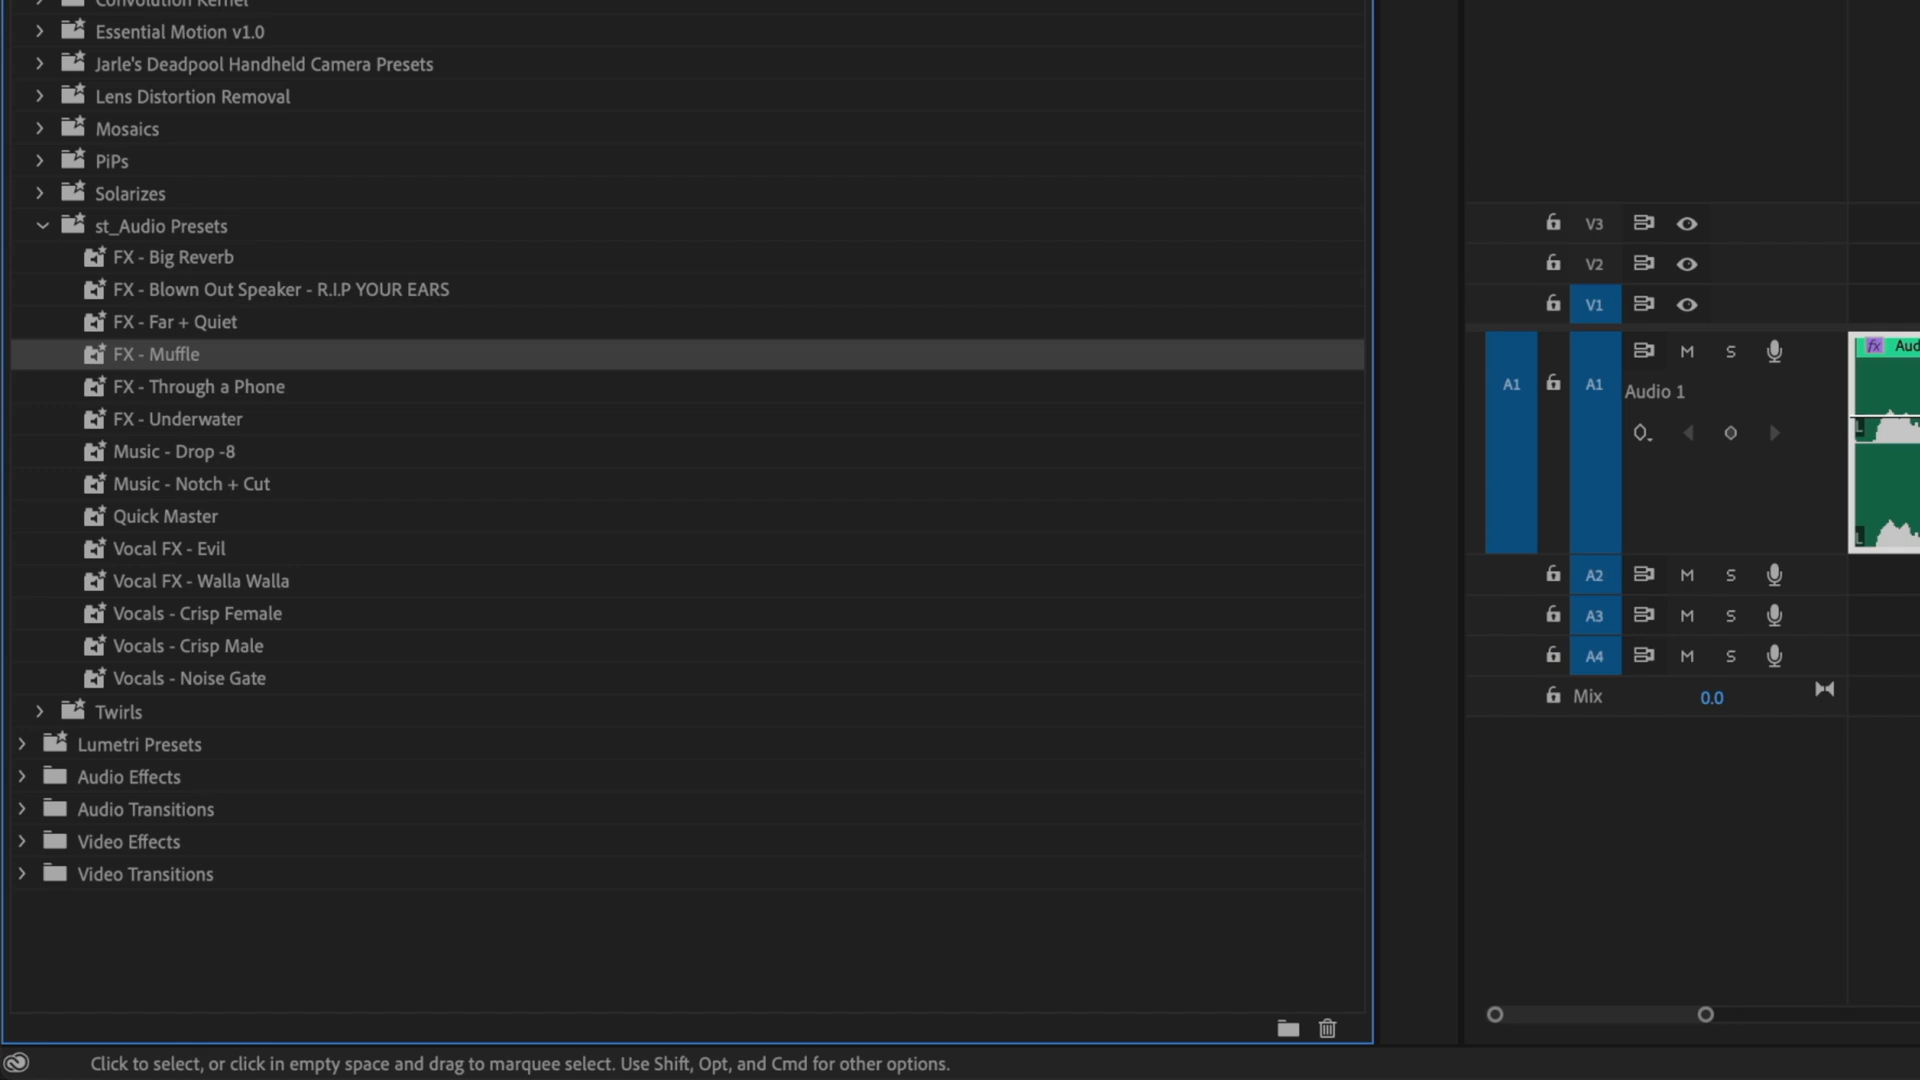 Convolution Kernel
Essential Motion v1.0
Jarle's Deadpool Handheld Camera Presets
Lens Distortion Removal
Mosaics
PiPs
Solarizes
st_Audio Presets
FX - Big Reverb
FX - Blown Out Speaker - R.I.P YOUR EARS
FX - Far + Quiet
FX - Muffle
FX - Through a Phone
FX - Underwater
Music - Drop -8
Music - Notch + Cut
Quick Master
Vocal FX - Evil
Vocal FX - Walla Walla
Vocals - Crisp Female
Vocals - Crisp Male
Vocals - Noise Gate
Twirls
Lumetri Presets
Audio Effects
Audio Transitions
Video Effects
Video Transitions
V3
V2
V1
A1 A1 M S
Audio 1
fx Aud
L
L
A2 M S
A3 M S
A4 M S
Mix 0.0
Click to select, or click in empty space and drag to marquee select. Use Shift, Opt, and Cmd for other options.